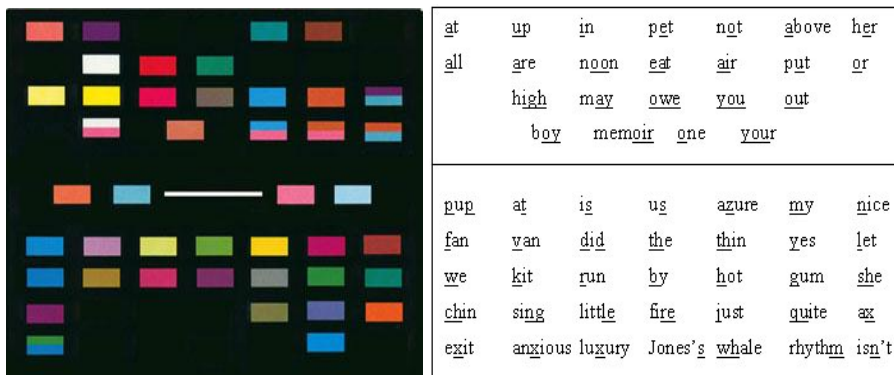 at up in pet not above her
all are noon eat air put or
high may owe you out
boy memoir one your
pup at is us azure my nice
fan van did the thin yes let
we kit run by hot gum she
chin sing little fire just quite ax
exit anxious luxury Jones's whale rhythm isn't